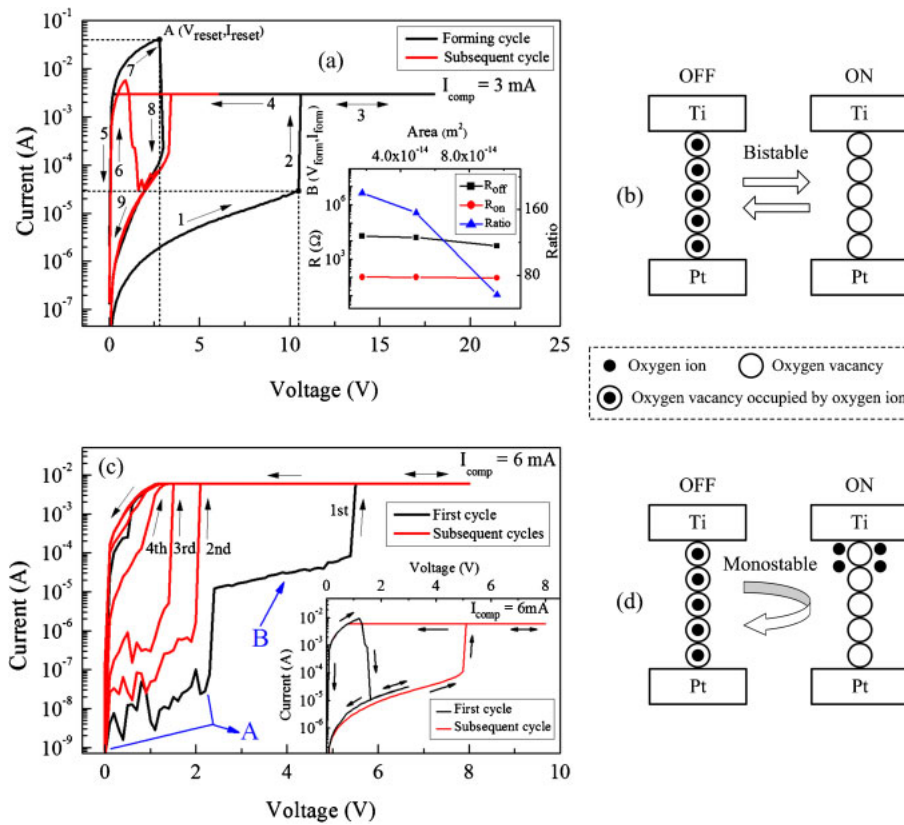 (a)
A (V_reset,I_reset)
Forming cycle
Subsequent cycle
I_comp = 3 mA
7
8
4
3
5
6
2
9
1
B (V_form,I_form)
Area (m²)
4.0x10⁻¹⁴ 8.0x10⁻¹⁴
R_off
R_on
Ratio
10⁶
10³
R (Ω)
160
80
Ratio
10⁻¹
10⁻²
10⁻³
10⁻⁴
10⁻⁵
10⁻⁶
10⁻⁷
Current (A)
0 5 10 15 20 25
Voltage (V)
(b)
OFF ON
Ti Ti
Bistable
Pt Pt
Oxygen ion Oxygen vacancy
Oxygen vacancy occupied by oxygen ion
(c)
I_comp = 6 mA
First cycle
Subsequent cycles
1st
4th 3rd 2nd
B
A
Voltage (V)
0 2 4 6 8
I_comp = 6mA
10⁻²
10⁻³
10⁻⁴
10⁻⁵
10⁻⁶
Current (A)
First cycle
Subsequent cycle
10⁻²
10⁻³
10⁻⁴
10⁻⁵
10⁻⁶
10⁻⁷
10⁻⁸
10⁻⁹
Current (A)
0 2 4 6 8 10
Voltage (V)
(d)
OFF ON
Ti Ti
Monostable
Pt Pt